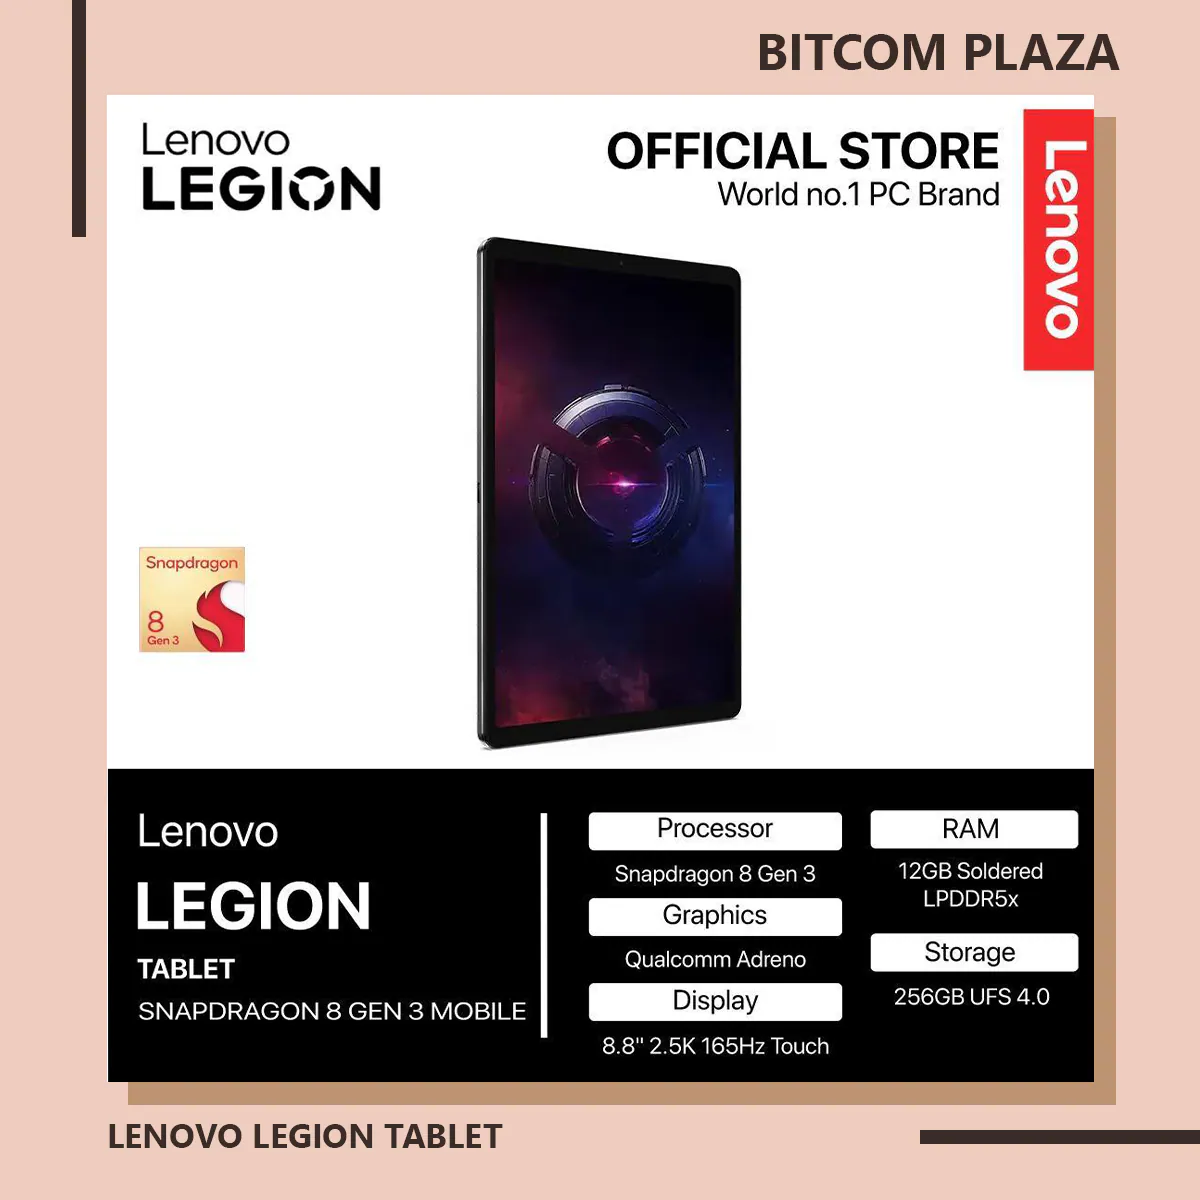 BITCOM PLAZA
Lenovo
LEGION
OFFICIAL STORE
World no.1 PC Brand
Lenovo
Snapdragon
8
Gen 3
Lenovo
LEGION
TABLET
SNAPDRAGON 8 GEN 3 MOBILE
Processor
Snapdragon 8 Gen 3
Graphics
Qualcomm Adreno
Display
8.8" 2.5K 165Hz Touch
RAM
12GB Soldered
LPDDR5x
Storage
256GB UFS 4.0
LENOVO LEGION TABLET